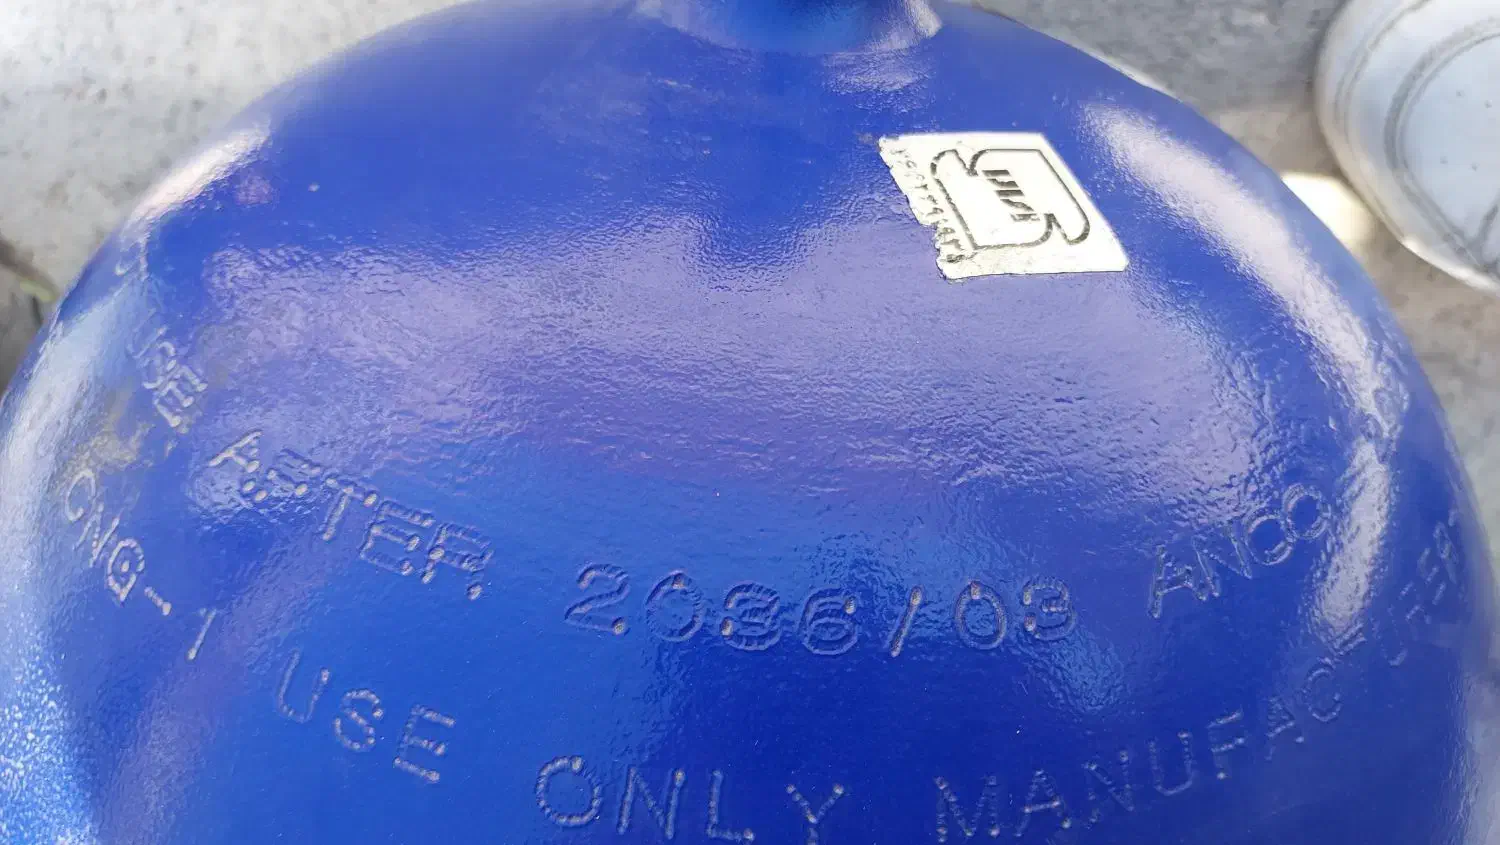 USE AFTER 2036/03 ANCO
CNG-1 USE ONLY MANUFACTURER